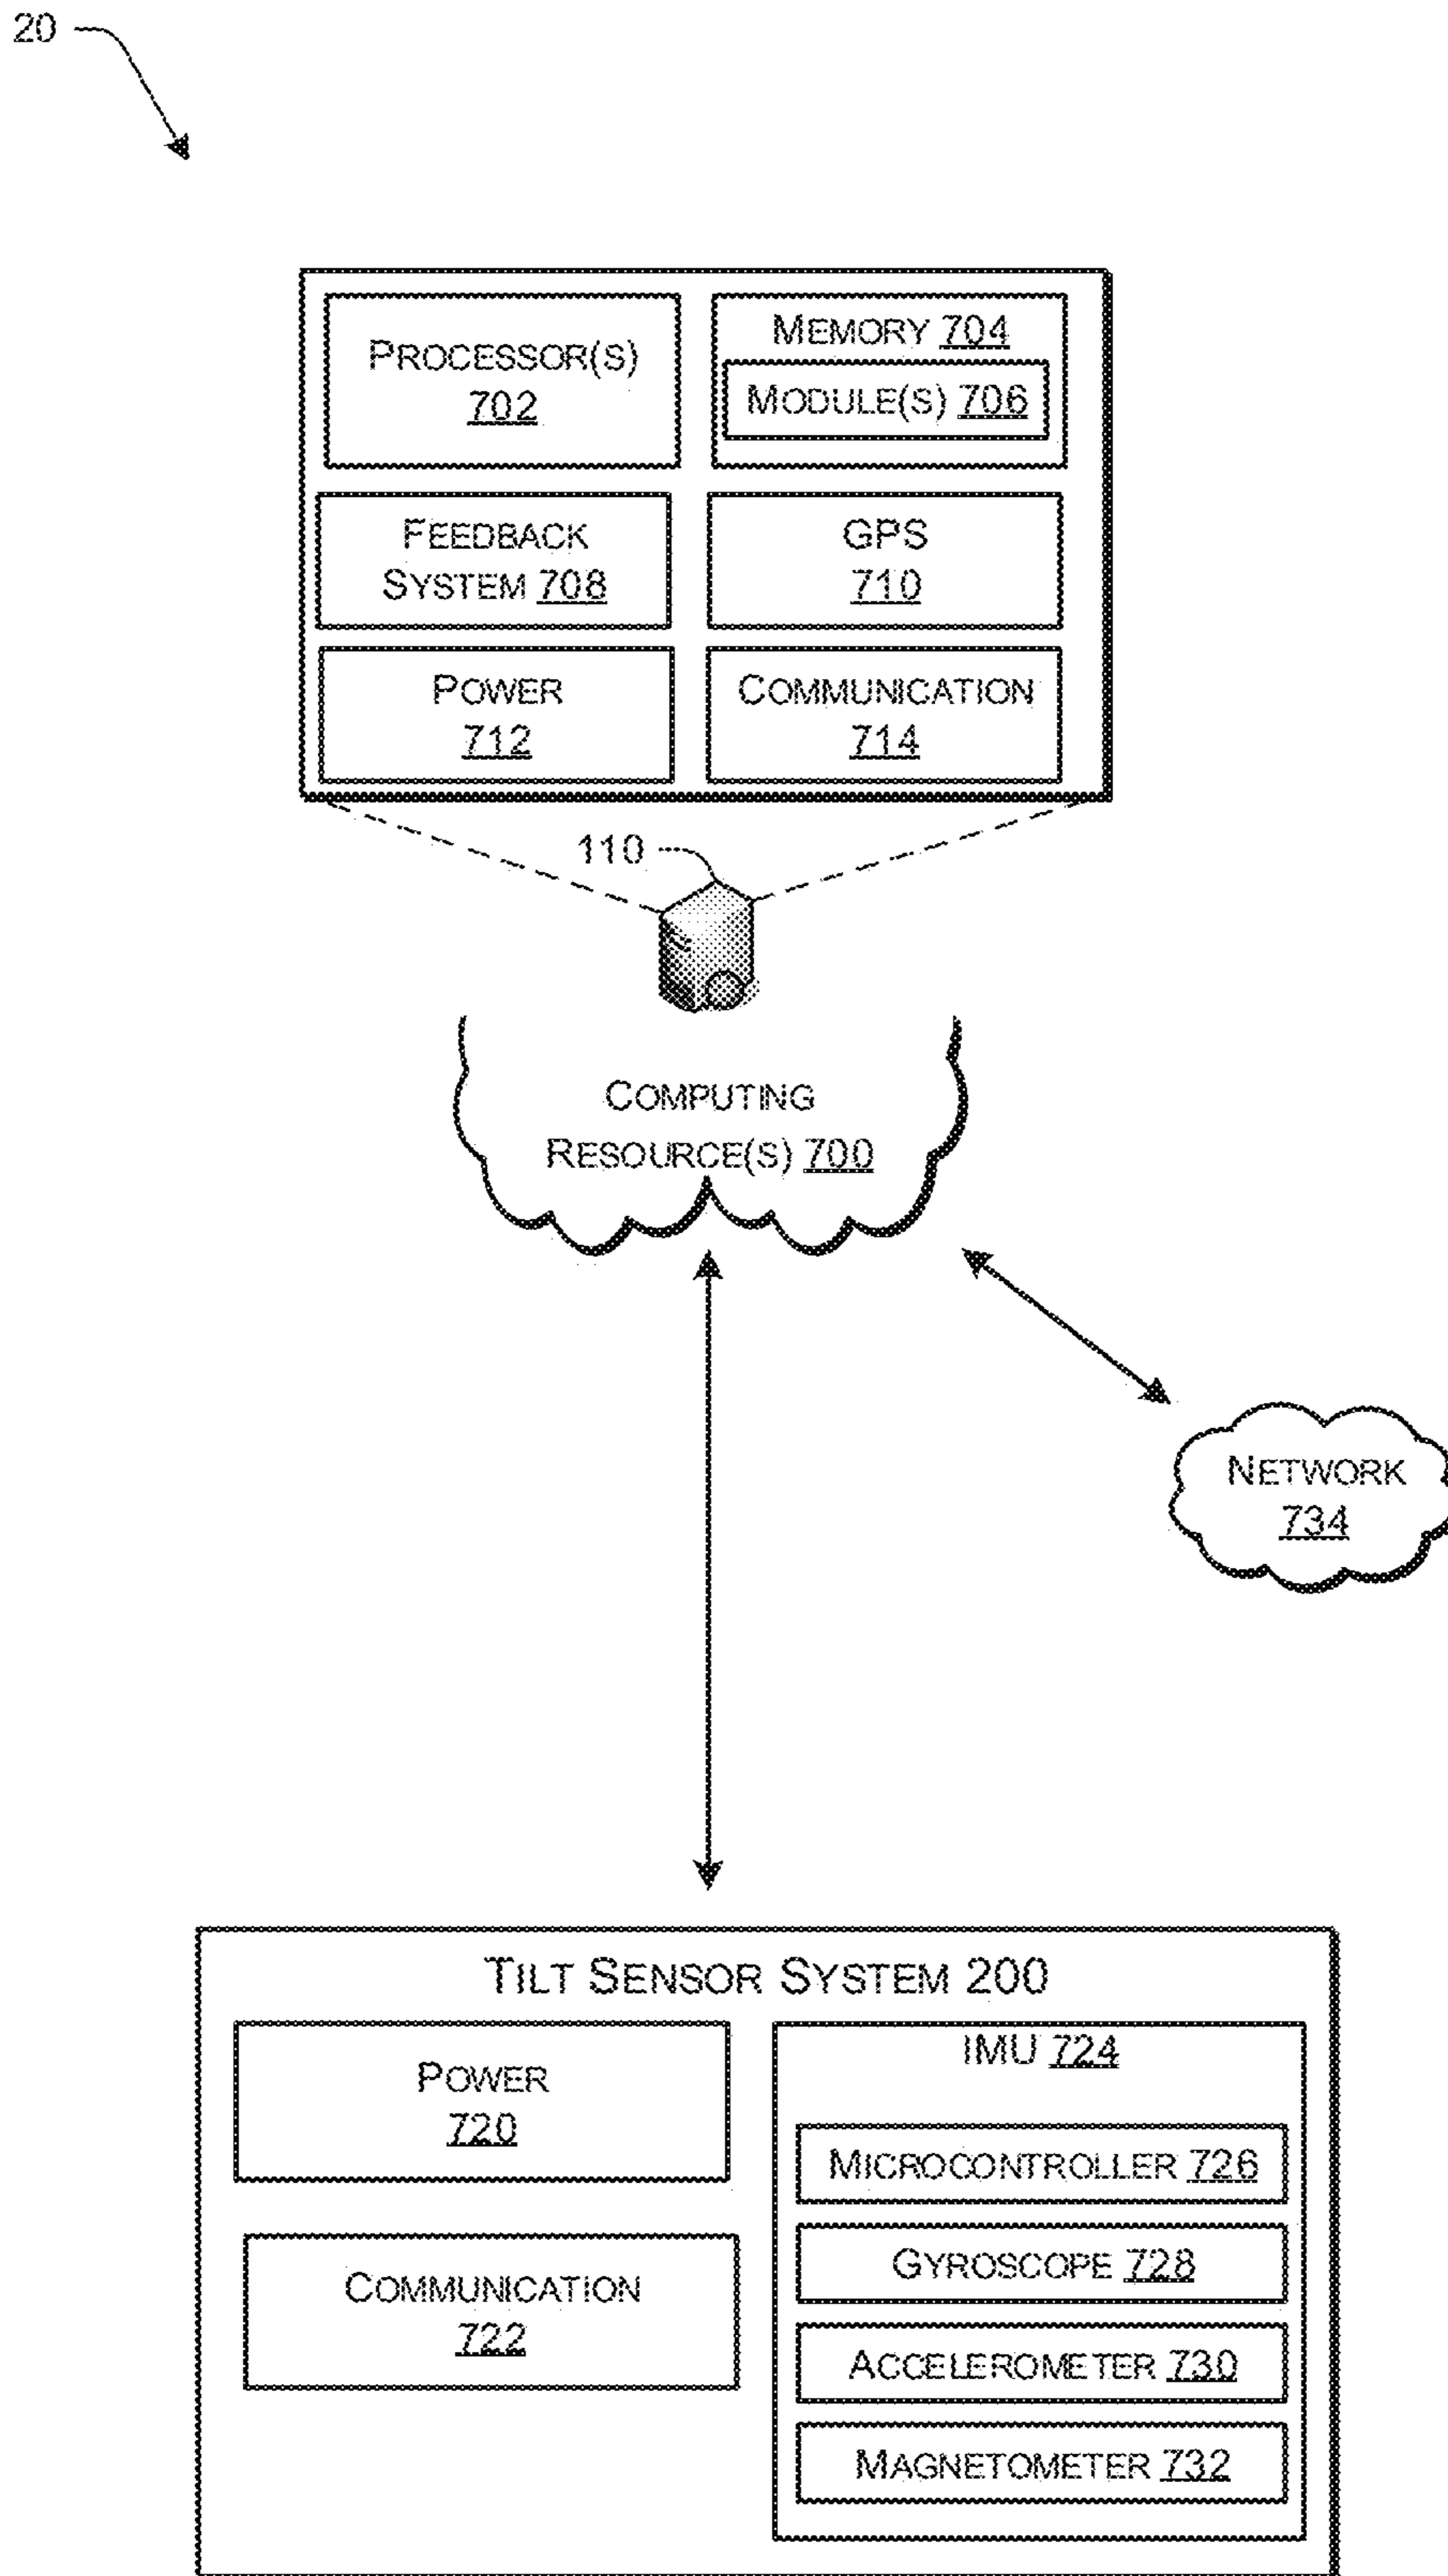 20
PROCESSOR(S)
702
MEMORY 704
MODULE(S) 706
FEEDBACK
SYSTEM 708
GPS
710
POWER
712
COMMUNICATION
714
110
COMPUTING
RESOURCE(S) 700
NETWORK
734
TILT SENSOR SYSTEM 200
POWER
720
COMMUNICATION
722
IMU 724
MICROCONTROLLER 726
GYROSCOPE 728
ACCELEROMETER 730
MAGNETOMETER 732